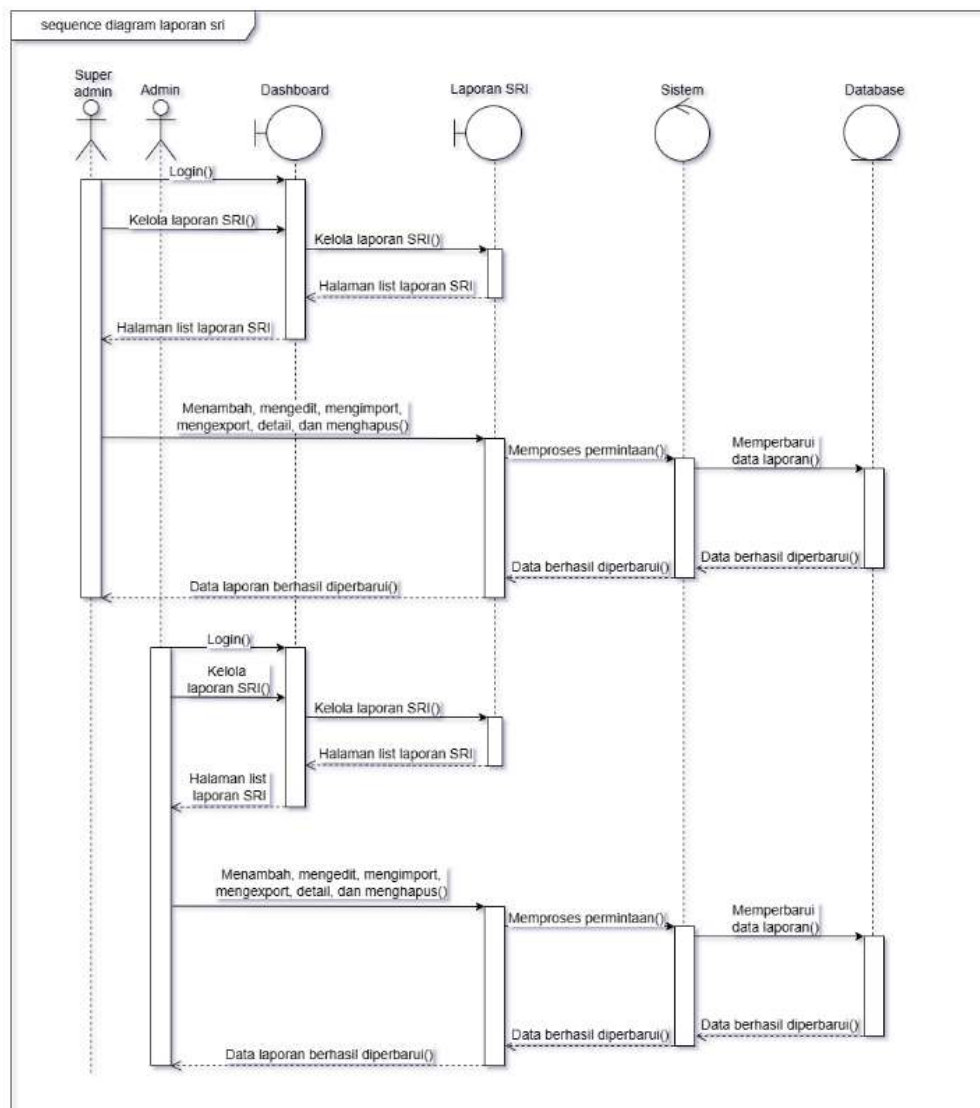 sequence diagram laporan sri
Super
admin
Admin
Dashboard
Laporan SRI
Sistem
Database
Login()
Kelola laporan SRI()
Kelola laporan SRI()
Halaman list laporan SRI
Halaman list laporan SRI
Menambah, mengedit, mengimport,
mengexport, detail, dan menghapus()
Memproses permintaan()
Memperbarui
data laporan()
Data berhasil diperbarui()
Data berhasil diperbarui()
Data laporan berhasil diperbarui()
Login()
Kelola
laporan SRI()
Kelola laporan SRI()
Halaman list laporan SRI
Halaman list
laporan SRI
Menambah, mengedit, mengimport,
mengexport, detail, dan menghapus()
Memproses permintaan()
Memperbarui
data laporan()
Data berhasil diperbarui()
Data berhasil diperbarui()
Data laporan berhasil diperbarui()